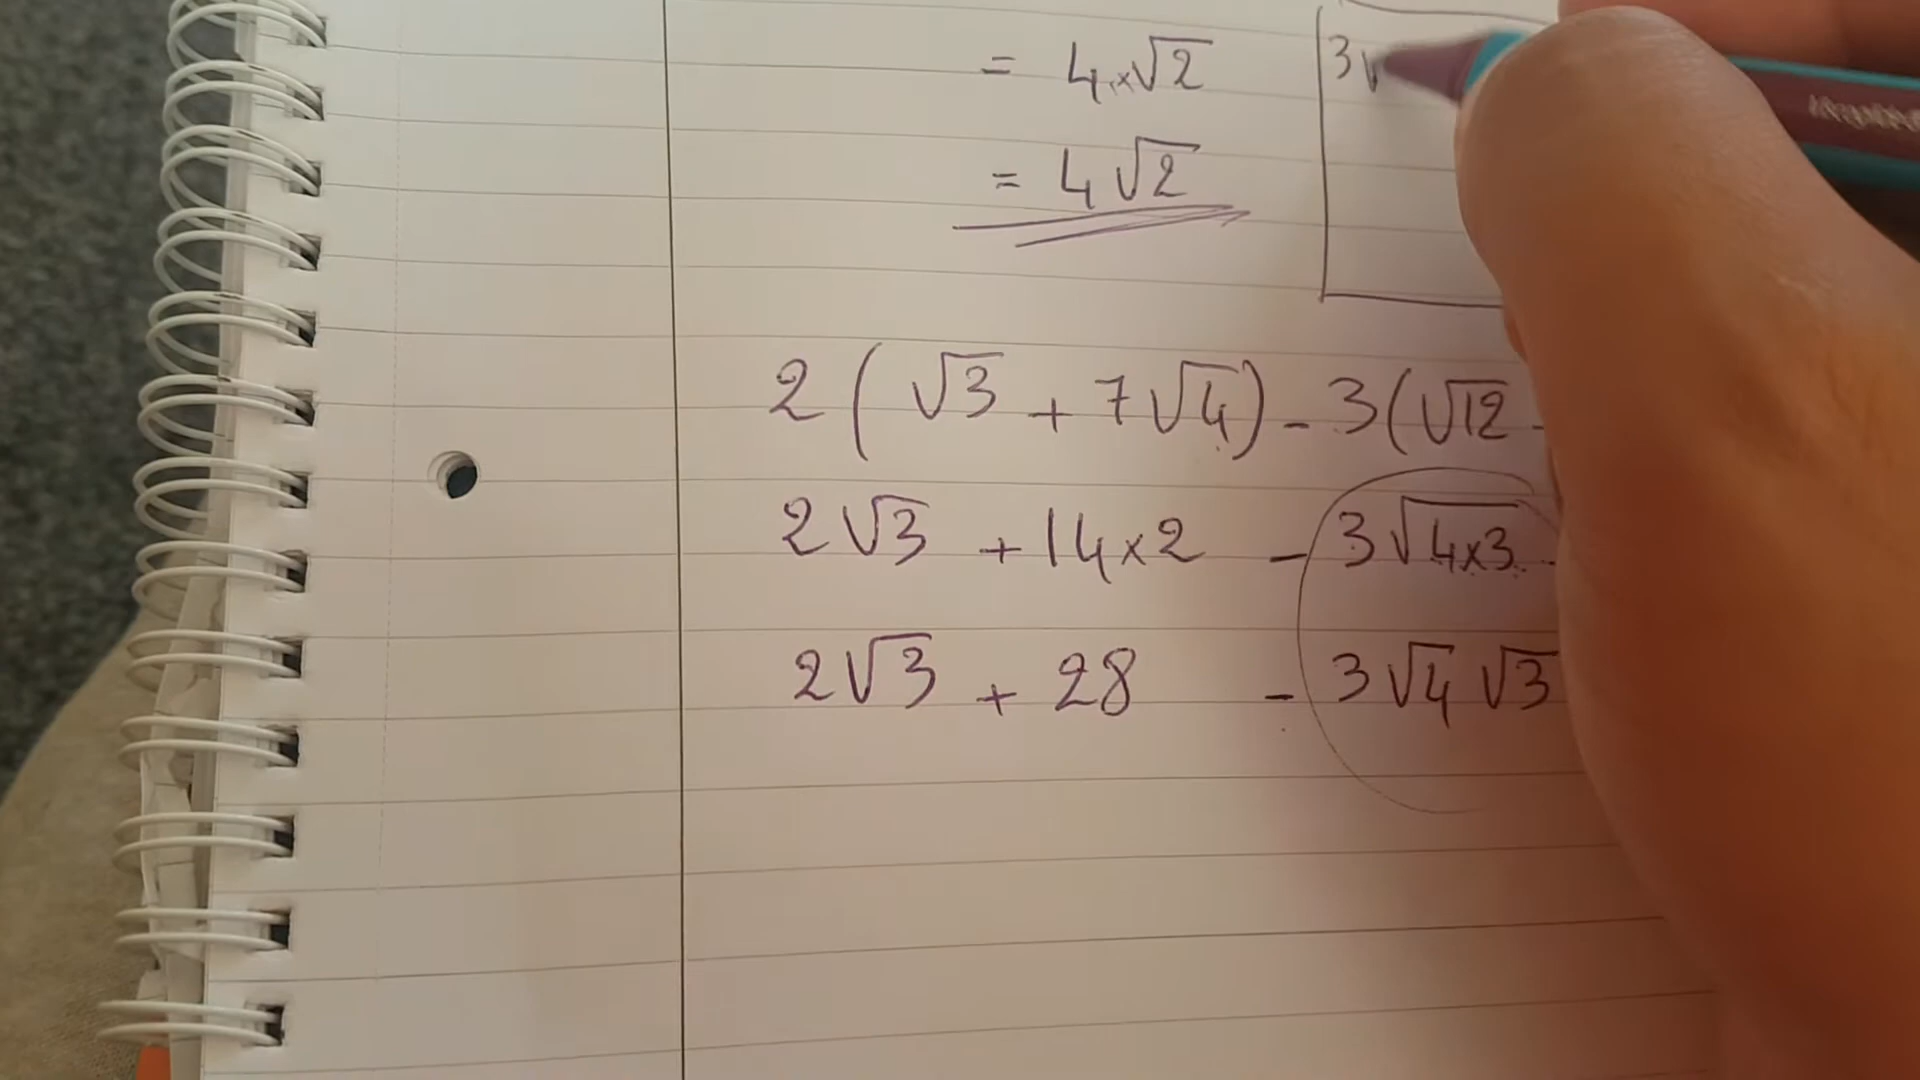 = 4×√2
3√
= 4√2
2(√3 + 7√4) - 3(√12 -
2√3 + 14×2 - 3√4×3
2√3 + 28 - 3√4 √3